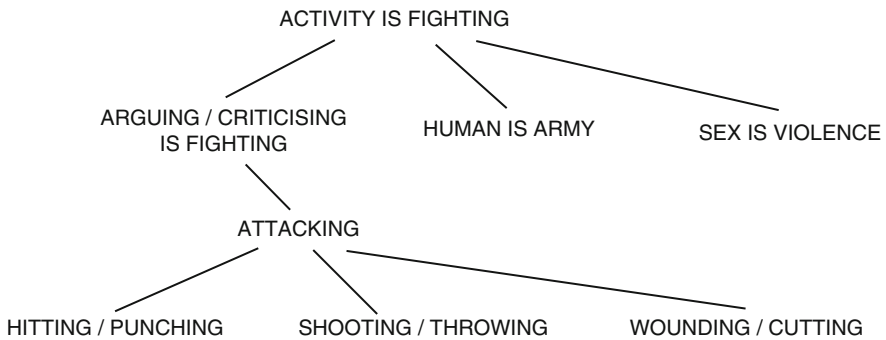 ACTIVITY IS FIGHTING
ARGUING / CRITICISING
IS FIGHTING
HUMAN IS ARMY
SEX IS VIOLENCE
ATTACKING
HITTING / PUNCHING
SHOOTING / THROWING
WOUNDING / CUTTING